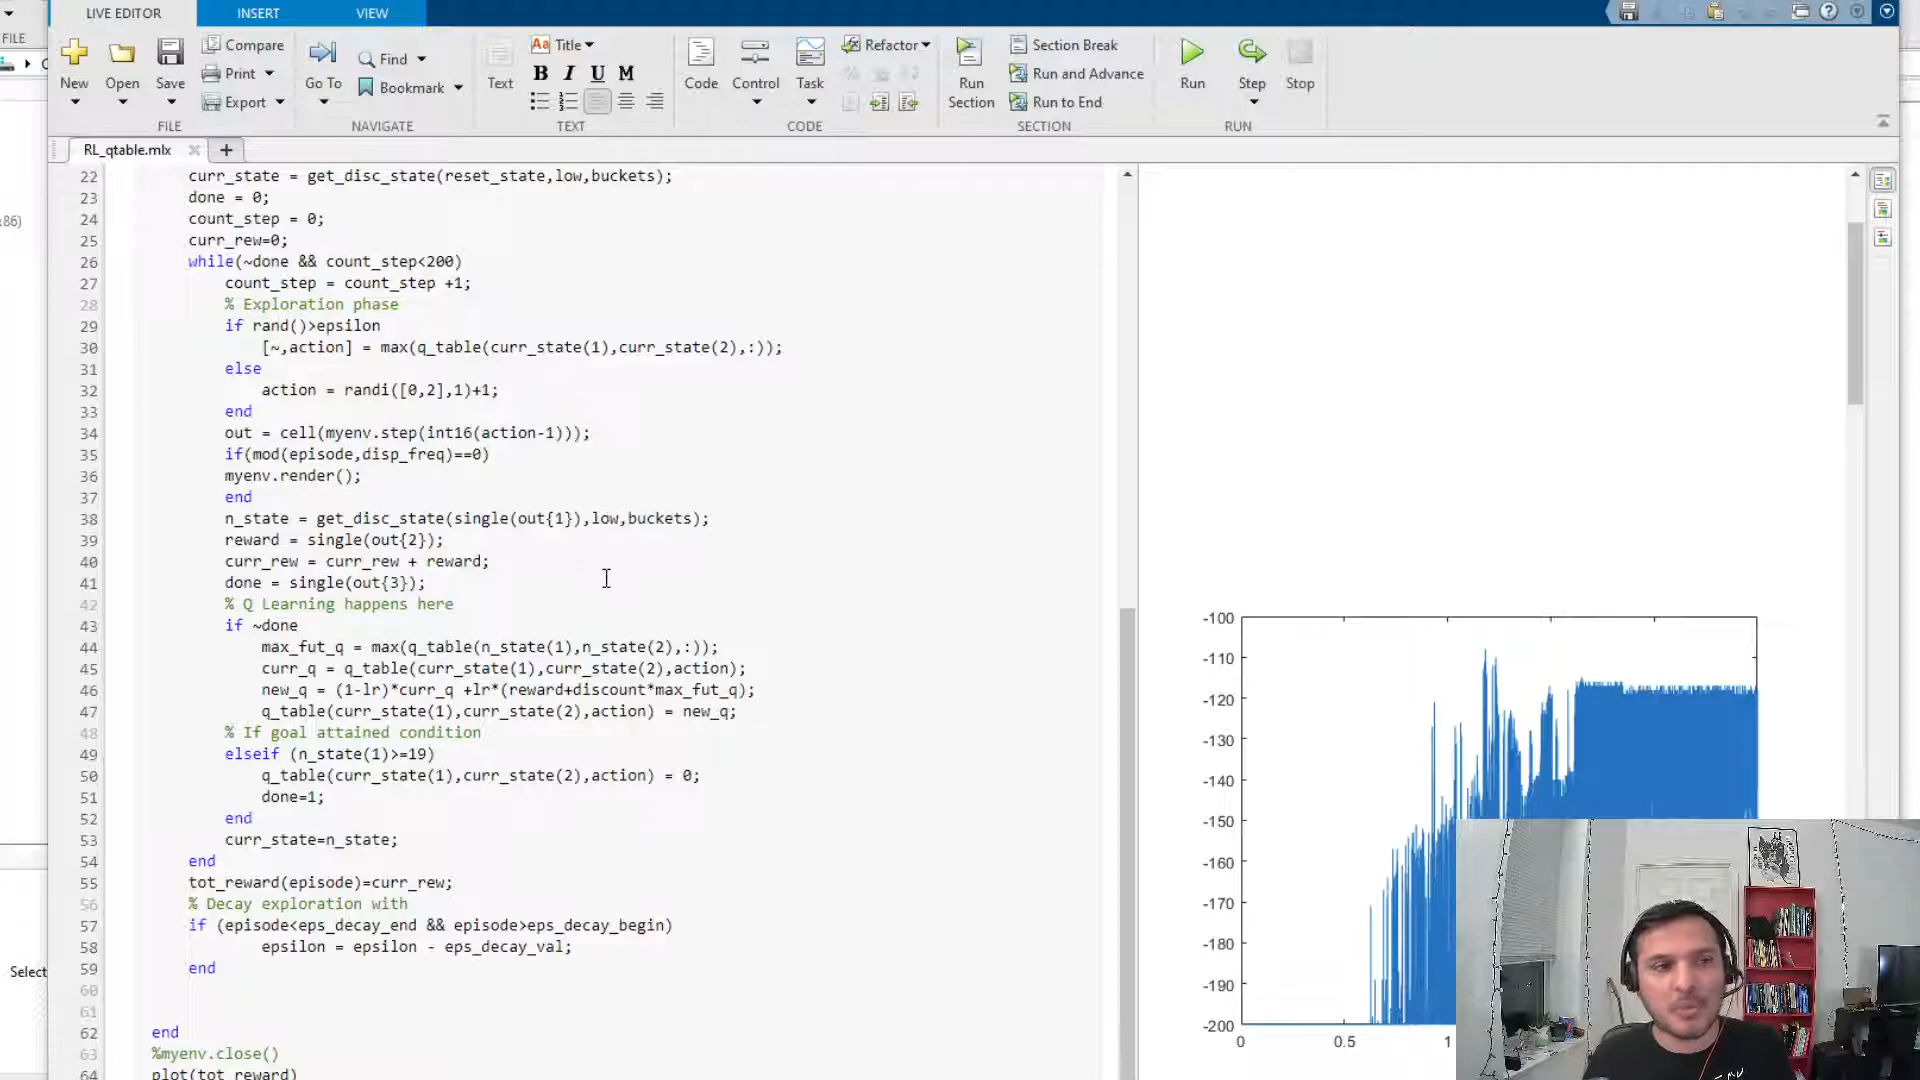 LIVE EDITOR
INSERT
VIEW
FILE
New
Open
Save
Compare
Print
Export
FILE
Go To
Find
Bookmark
NAVIGATE
Text
Aa Title
B I U M
TEXT
Code
Control
Task
Refactor
CODE
Run
Section
Section Break
Run and Advance
Run to End
SECTION
Run
Step
Stop
RUN
RL_qtable.mlx
x86)
Select
22 curr_state = get_disc_state(reset_state,low,buckets);
23 done = 0;
24 count_step = 0;
25 curr_rew=0;
26 while(~done && count_step<200)
27 count_step = count_step +1;
28 % Exploration phase
29 if rand()>epsilon
30 [~,action] = max(q_table(curr_state(1),curr_state(2),:));
31 else
32 action = randi([0,2],1)+1;
33 end
34 out = cell(myenv.step(int16(action-1)));
35 if(mod(episode,disp_freq)==0)
36 myenv.render();
37 end
38 n_state = get_disc_state(single(out{1}),low,buckets);
39 reward = single(out{2});
40 curr_rew = curr_rew + reward;
41 done = single(out{3});
42 % Q Learning happens here
43 if ~done
44 max_fut_q = max(q_table(n_state(1),n_state(2),:));
45 curr_q = q_table(curr_state(1),curr_state(2),action);
46 new_q = (1-lr)*curr_q +lr*(reward+discount*max_fut_q);
47 q_table(curr_state(1),curr_state(2),action) = new_q;
48 % If goal attained condition
49 elseif (n_state(1)>=19)
50 q_table(curr_state(1),curr_state(2),action) = 0;
51 done=1;
52 end
53 curr_state=n_state;
54 end
55 tot_reward(episode)=curr_rew;
56 % Decay exploration with
57 if (episode<eps_decay_end && episode>eps_decay_begin)
58 epsilon = epsilon - eps_decay_val;
59 end
60
61
62 end
63 %myenv.close()
64 plot(tot_reward)
-100
-110
-120
-130
-140
-150
-160
-170
-180
-190
-200
0 0.5 1